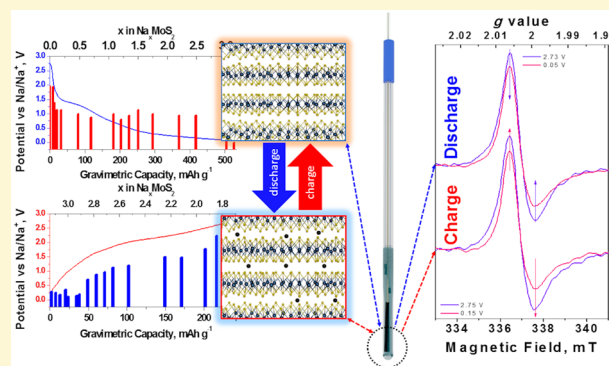 x in NaxMoS2
0.0 0.5 1.0 1.5 2.0 2.5
Potential vs Na/Na+, V
3.0
2.5
2.0
1.5
1.0
0.5
0.0
0 100 200 300 400 500
Gravimetric Capacity, mAh g-1
x in NaxMoS2
3.0 2.8 2.6 2.4 2.2 2.0 1.8
Potential vs Na/Na+, V
3.0
2.5
2.0
1.5
1.0
0.5
0.0
0 50 100 150 200
Gravimetric Capacity, mAh g-1
discharge
charge
g value
2.02 2.01 2 1.99 1.98
2.73 V
0.05 V
Discharge
Charge
2.75 V
0.15 V
334 336 338 340
Magnetic Field, mT